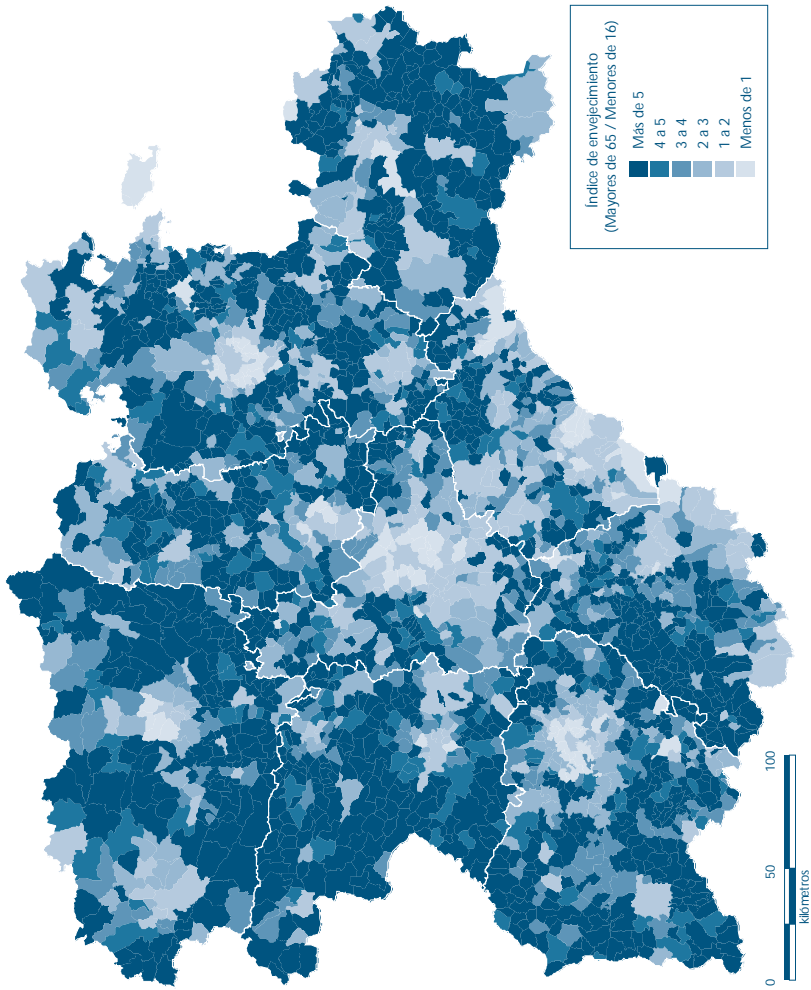 Índice de envejecimiento
(Mayores de 65 / Menores de 16)
Más de 5
4 a 5
3 a 4
2 a 3
1 a 2
Menos de 1
0 50 100
kilómetros